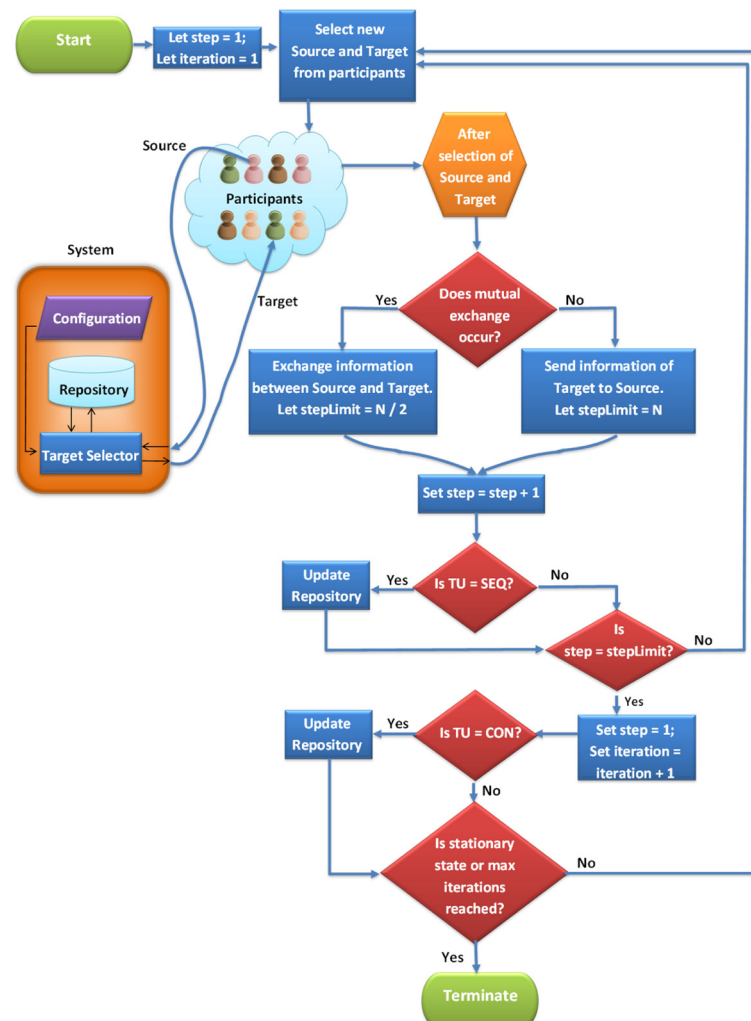 Start
Let step = 1;
Let iteration = 1
Select new
Source and Target
from participants
Source
Participants
After
selection of
Source and
Target
System
Configuration
Repository
Target Selector
Target
Does mutual
exchange
occur?
Yes
No
Exchange information
between Source and Target.
Let stepLimit = N / 2
Send information of
Target to Source.
Let stepLimit = N
Set step = step + 1
Is TU = SEQ?
Yes
No
Update
Repository
Is
step = stepLimit?
No
Yes
Set step = 1;
Set iteration =
iteration + 1
Is TU = CON?
Yes
Update
Repository
No
Is stationary
state or max
iterations
reached?
No
Yes
Terminate